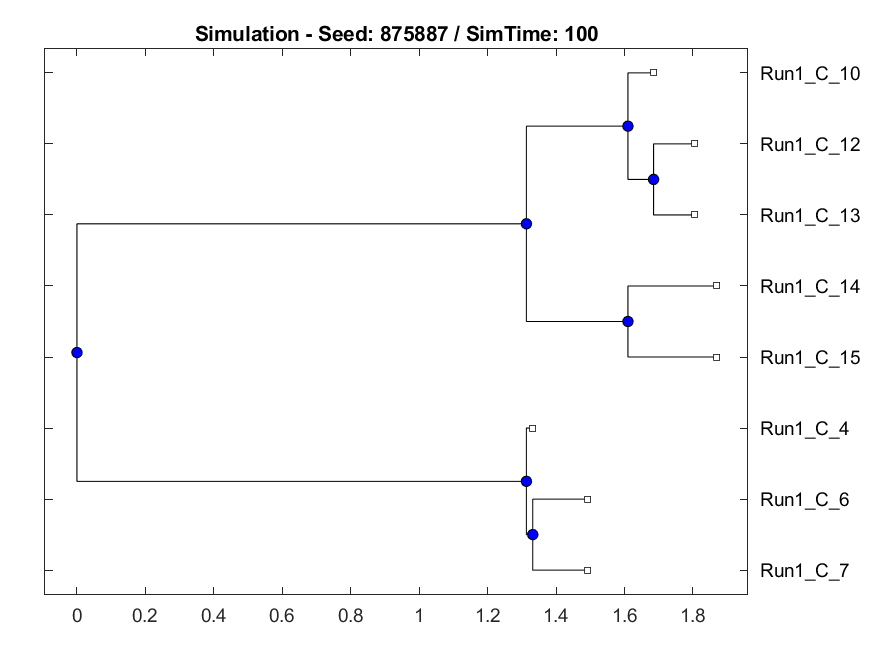 Simulation - Seed: 875887 / SimTime: 100
Run1_C_10
Run1_C_12
Run1_C_13
Run1_C_14
Run1_C_15
Run1_C_4
Run1_C_6
Run1_C_7
0 0.2 0.4 0.6 0.8 1 1.2 1.4 1.6 1.8